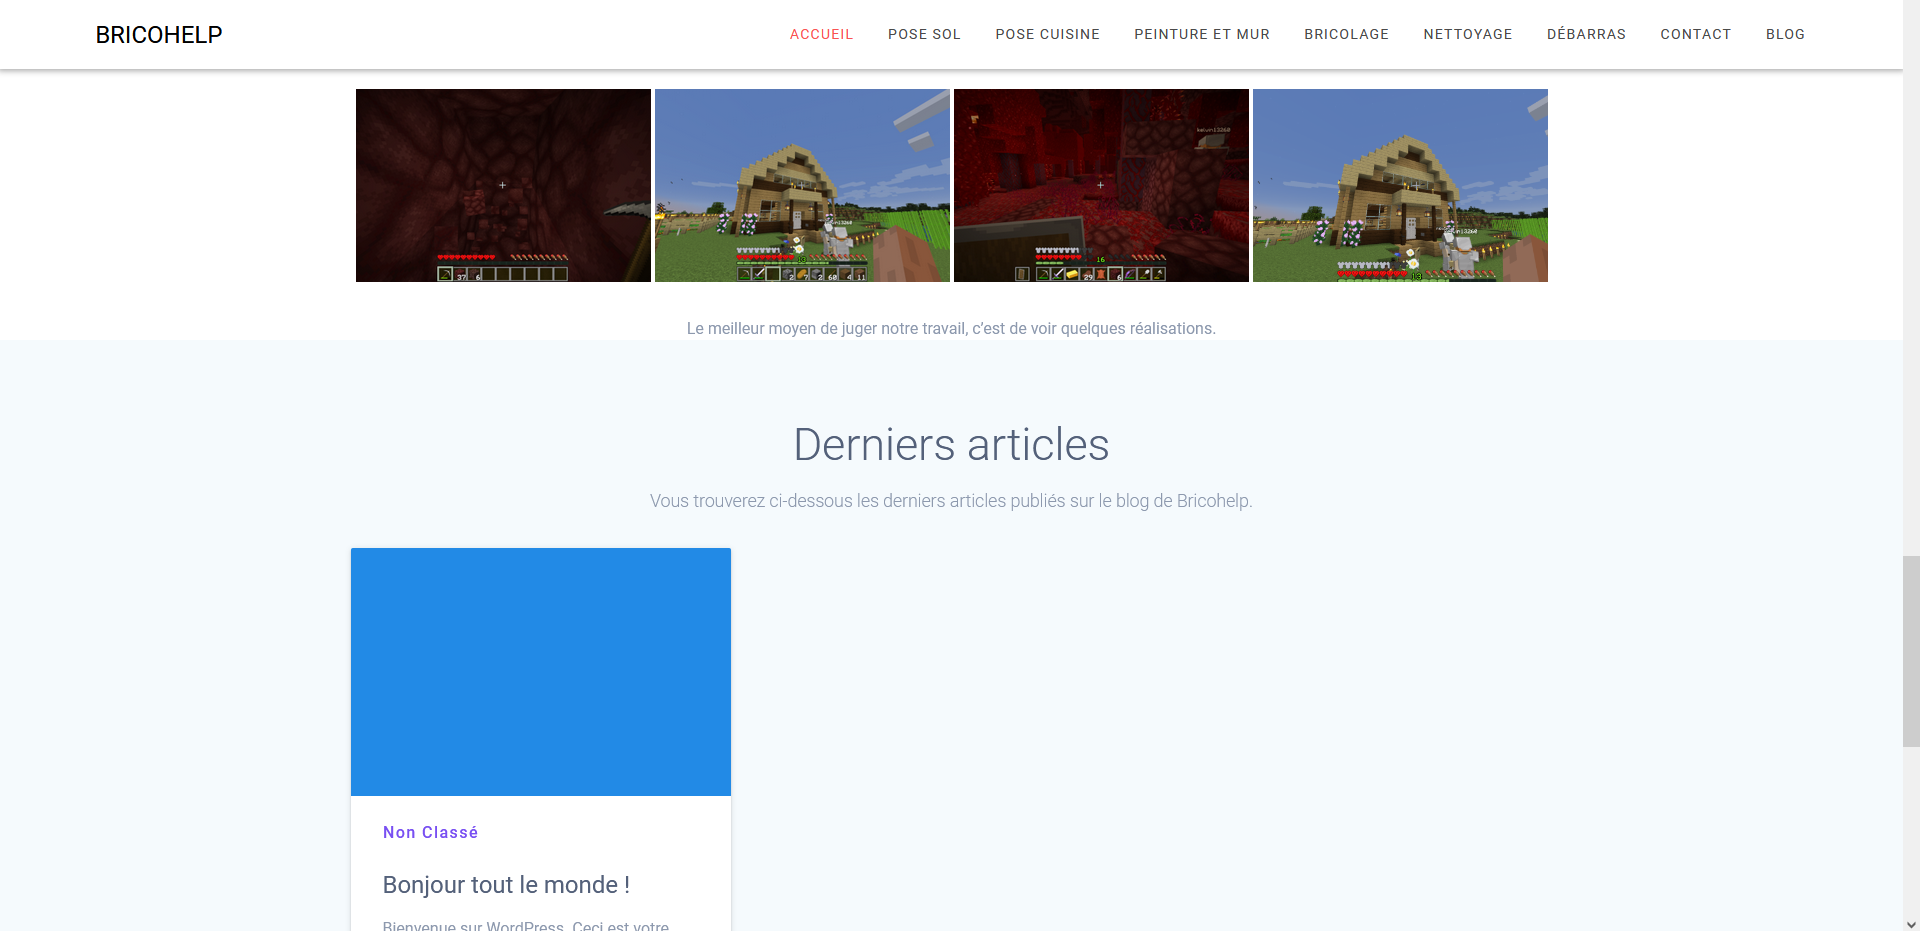 BRICOHELP
ACCUEIL POSE SOL POSE CUISINE PEINTURE ET MUR BRICOLAGE NETTOYAGE DÉBARRAS CONTACT BLOG
Le meilleur moyen de juger notre travail, c’est de voir quelques réalisations.
Derniers articles
Vous trouverez ci-dessous les derniers articles publiés sur le blog de Bricohelp.
Non Classé
Bonjour tout le monde !
Bienvenue sur WordPress. Ceci est votre